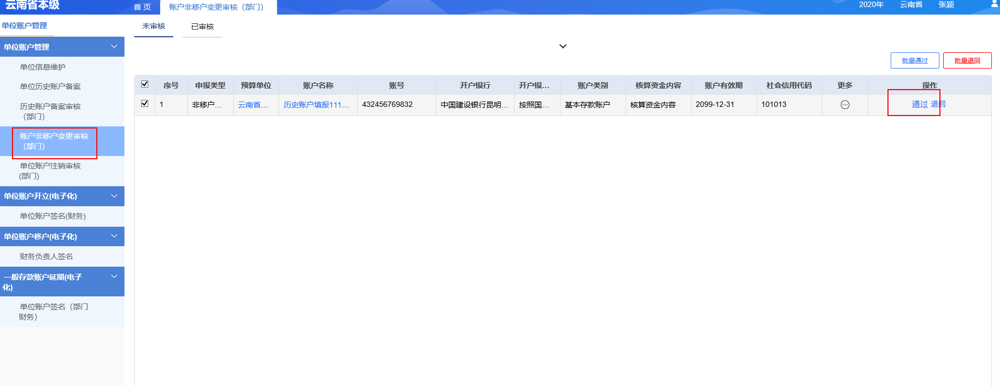 云南省本级
首 页
账户非移户变更审核（部门）
2020年
云南省
张颖
单位账户管理
未审核
已审核
单位账户管理
单位信息维护
单位历史账户备案
历史账户备案审核
（部门）
账户非移户变更审核
（部门）
单位账户注销审核
(部门)
单位账户开立(电子化)
单位账户签名(财务)
单位账户移户(电子化)
财务负责人签名
一般存款账户延期(电子
化)
单位账户签名（部门
财务）
批量通过
批量退回
序号 申报类型 预算单位 账户名称 账号 开户银行 开户银... 账户类别 核算资金内容 账户有效期 社会信用代码 更多 操作
1 非移户... 云南省... 历史账户填报111... 432456769832 中国建设银行昆明... 按照国... 基本存款账户 核算资金内容 2099-12-31 101013 通过 退回